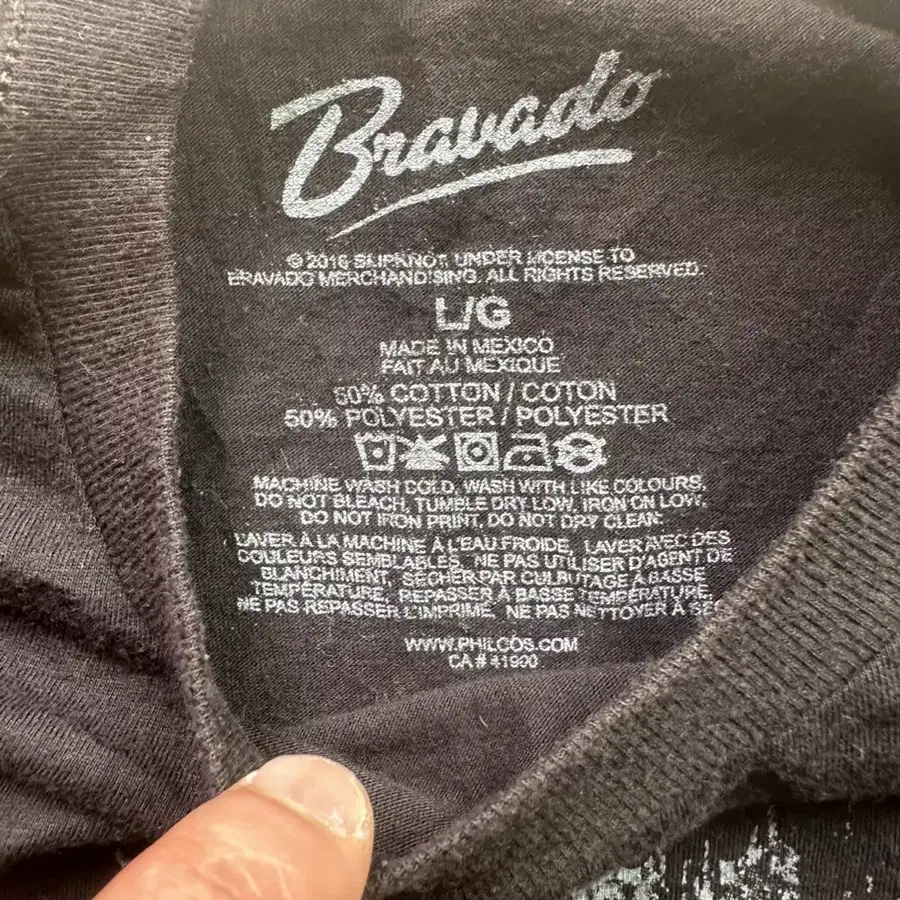 Bravado
© 2016 SLIPKNOT, UNDER LICENSE TO
BRAVADO MERCHANDISING. ALL RIGHTS RESERVED.
L/G
MADE IN MEXICO
FAIT AU MEXIQUE
50% COTTON / COTON
50% POLYESTER / POLYESTER
MACHINE WASH COLD, WASH WITH LIKE COLOURS,
DO NOT BLEACH, TUMBLE DRY LOW, IRON ON LOW,
DO NOT IRON PRINT, DO NOT DRY CLEAN.
LAVER À LA MACHINE À L'EAU FROIDE, LAVER AVEC DES
COULEURS SEMBLABLES, NE PAS UTILISER D'AGENT DE
BLANCHIMENT, SÉCHER PAR CULBUTAGE À BASSE
TEMPÉRATURE, REPASSER À BASSE TEMPÉRATURE,
NE PAS REPASSER L'IMPRIMÉ, NE PAS NETTOYER À SEC
WWW.PHILCOS.COM
CA # 41900